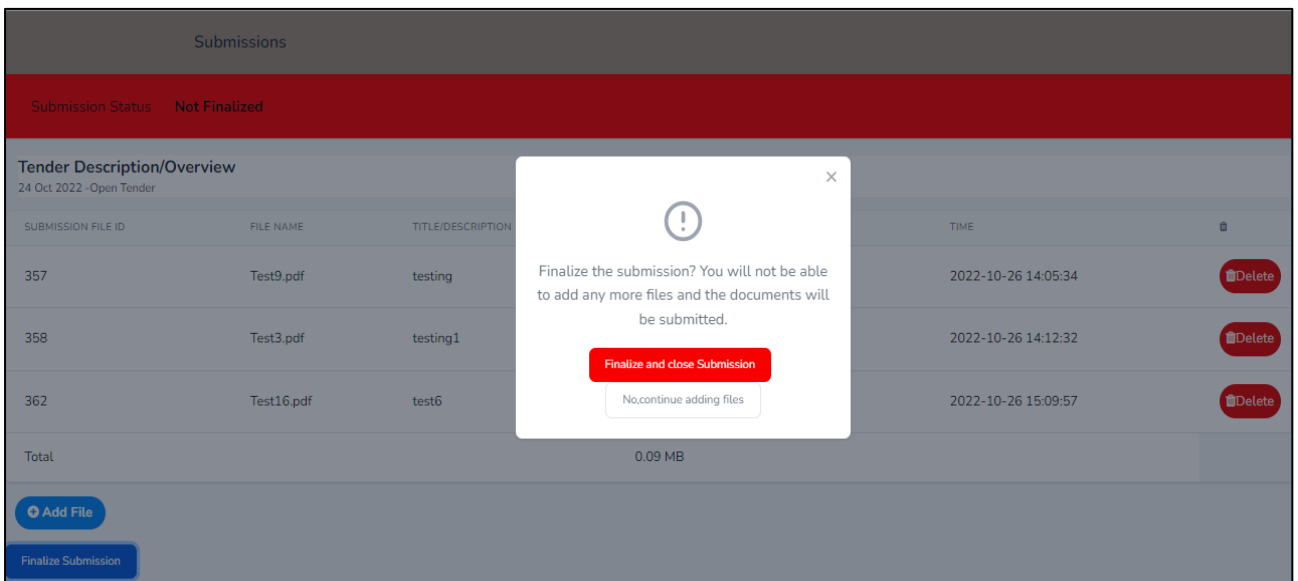 Submissions
Submission Status Not Finalized
Tender Description/Overview
24 Oct 2022 -Open Tender
SUBMISSION FILE ID FILE NAME TITLE/DESCRIPTION TIME
357 Test9.pdf testing 2022-10-26 14:05:34 Delete
358 Test3.pdf testing1 2022-10-26 14:12:32 Delete
362 Test16.pdf test6 2022-10-26 15:09:57 Delete
Total 0.09 MB
Add File
Finalize Submission
Finalize the submission? You will not be able
to add any more files and the documents will
be submitted.
Finalize and close Submission
No,continue adding files